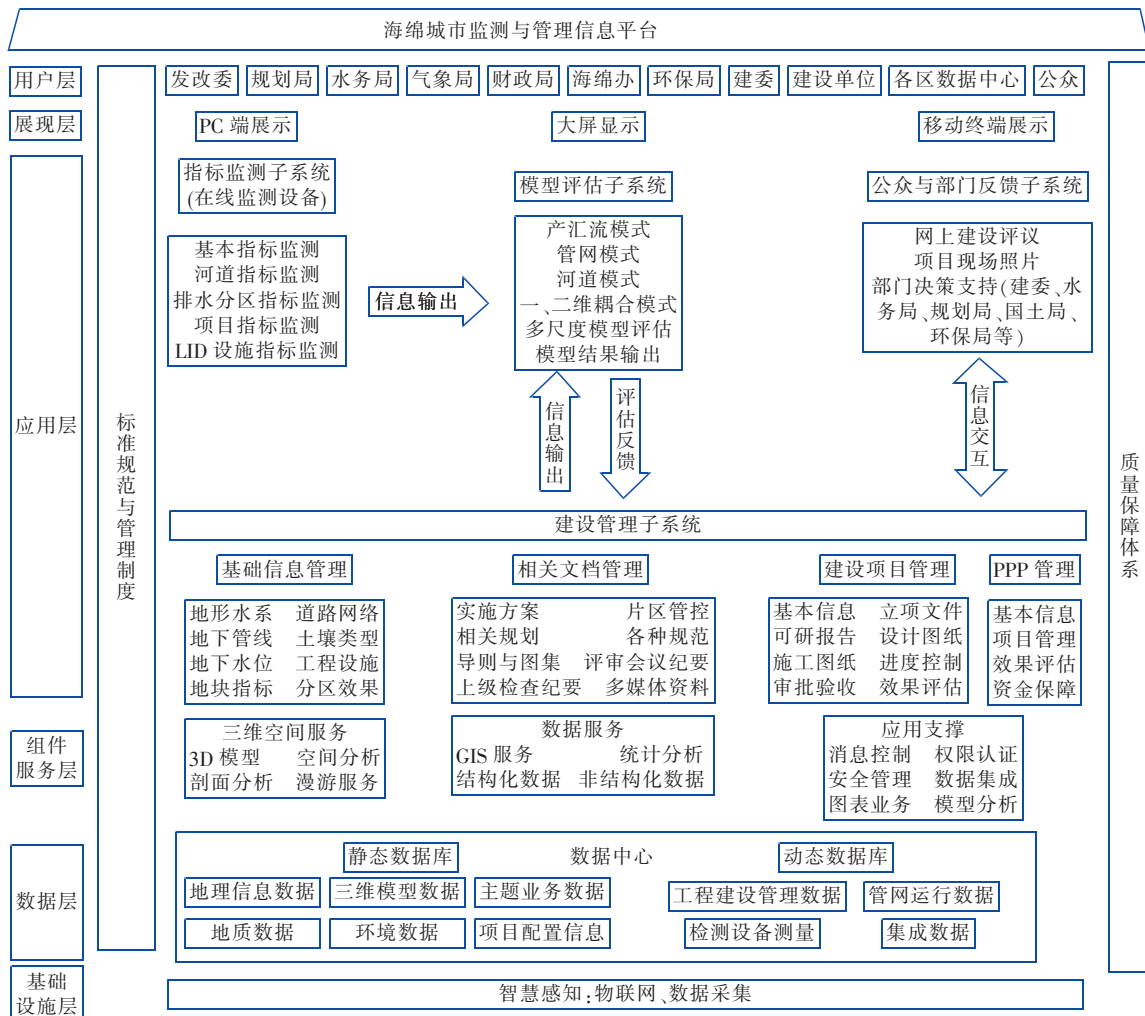 海绵城市监测与管理信息平台
用户层
发改委 规划局 水务局 气象局 财政局 海绵办 环保局 建委 建设单位 各区数据中心 公众
展现层
PC 端展示 大屏显示 移动终端展示
应用层
指标监测子系统
(在线监测设备)
基本指标监测
河道指标监测
排水分区指标监测
项目指标监测
LID 设施指标监测
信息输出
模型评估子系统
产汇流模式
管网模式
河道模式
一、二维耦合模式
多尺度模型评估
模型结果输出
公众与部门反馈子系统
网上建设评议
项目现场照片
部门决策支持(建委、水
务局、规划局、国土局、
环保局等)
信息输出
评估反馈
信息交互
建设管理子系统
基础信息管理
地形水系 道路网络
地下管线 土壤类型
地下水位 工程设施
地块指标 分区效果
相关文档管理
实施方案 片区管控
相关规划 各种规范
导则与图集 评审会议纪要
上级检查纪要 多媒体资料
建设项目管理
基本信息 立项文件
可研报告 设计图纸
施工图纸 进度控制
审批验收 效果评估
PPP 管理
基本信息
项目管理
效果评估
资金保障
组件
服务层
三维空间服务
3D 模型 空间分析
剖面分析 漫游服务
数据服务
GIS 服务 统计分析
结构化数据 非结构化数据
应用支撑
消息控制 权限认证
安全管理 数据集成
图表业务 模型分析
数据层
静态数据库 数据中心 动态数据库
地理信息数据 三维模型数据 主题业务数据 工程建设管理数据 管网运行数据
地质数据 环境数据 项目配置信息 检测设备测量 集成数据
基础
设施层
智慧感知:物联网、数据采集
标准规范与管理制度
质量保障体系